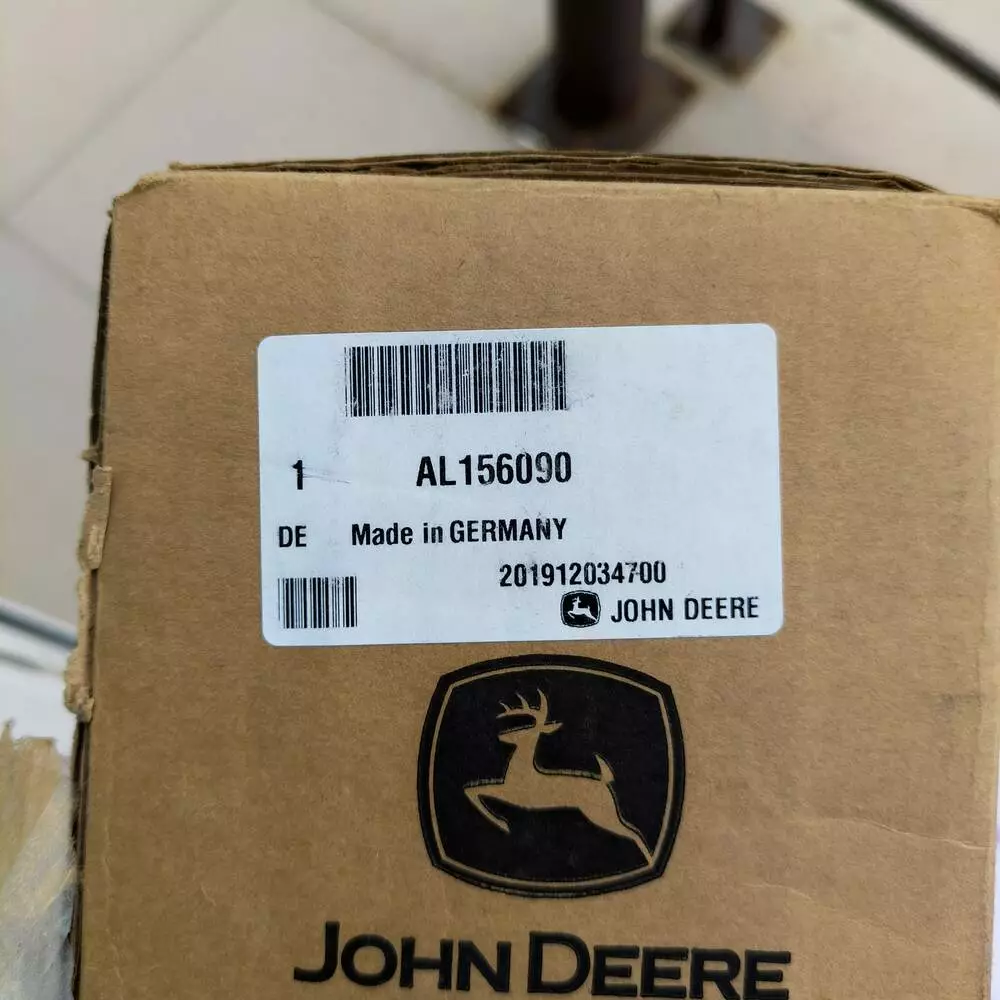 1 AL156090
DE Made in GERMANY
201912034700
JOHN DEERE
JOHN DEERE